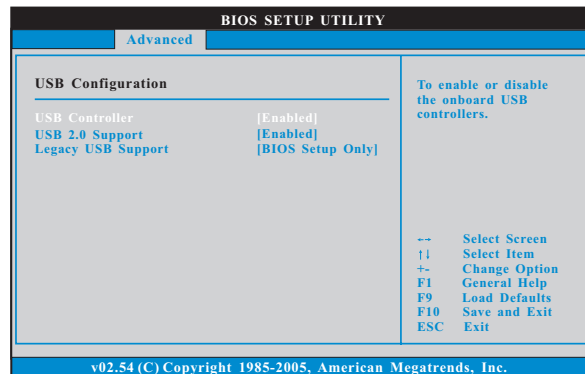 BIOS SETUP UTILITY
Advanced
USB Configuration
USB Controller [Enabled]
USB 2.0 Support [Enabled]
Legacy USB Support [BIOS Setup Only]
To enable or disable
the onboard USB
controllers.
←→ Select Screen
↑↓ Select Item
+- Change Option
F1 General Help
F9 Load Defaults
F10 Save and Exit
ESC Exit
v02.54 (C) Copyright 1985-2005, American Megatrends, Inc.